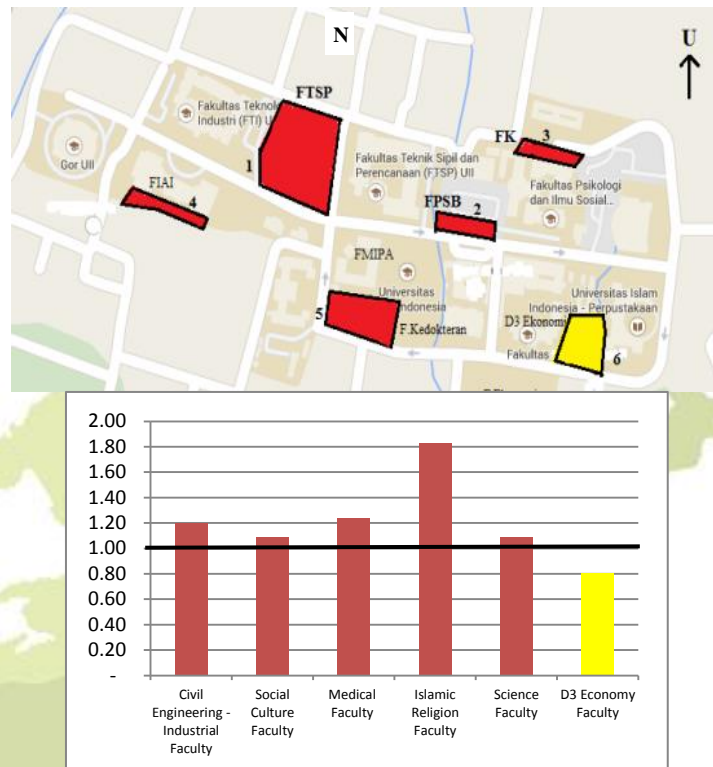 N
U
FTSP
Fakultas Teknol
Industri (FTI) U
FK
3
Fakultas Teknik Sipil dan
Perencanaan (FTSP) UII
Gor UII
1
FIAI
4
Fakultas Psikologi
dan Ilmu Sosial...
FPSB
2
FMIPA
Universitas
ndonesia
5
F.Kedokteran
Universitas Islam
Indonesia - Perpustakaan
D3 Ekonomi
Fakultas
6
2.00
1.80
1.60
1.40
1.20
1.00
0.80
0.60
0.40
0.20
-
Civil
Engineering -
Industrial
Faculty
Social
Culture
Faculty
Medical
Faculty
Islamic
Religion
Faculty
Science
Faculty
D3 Economy
Faculty